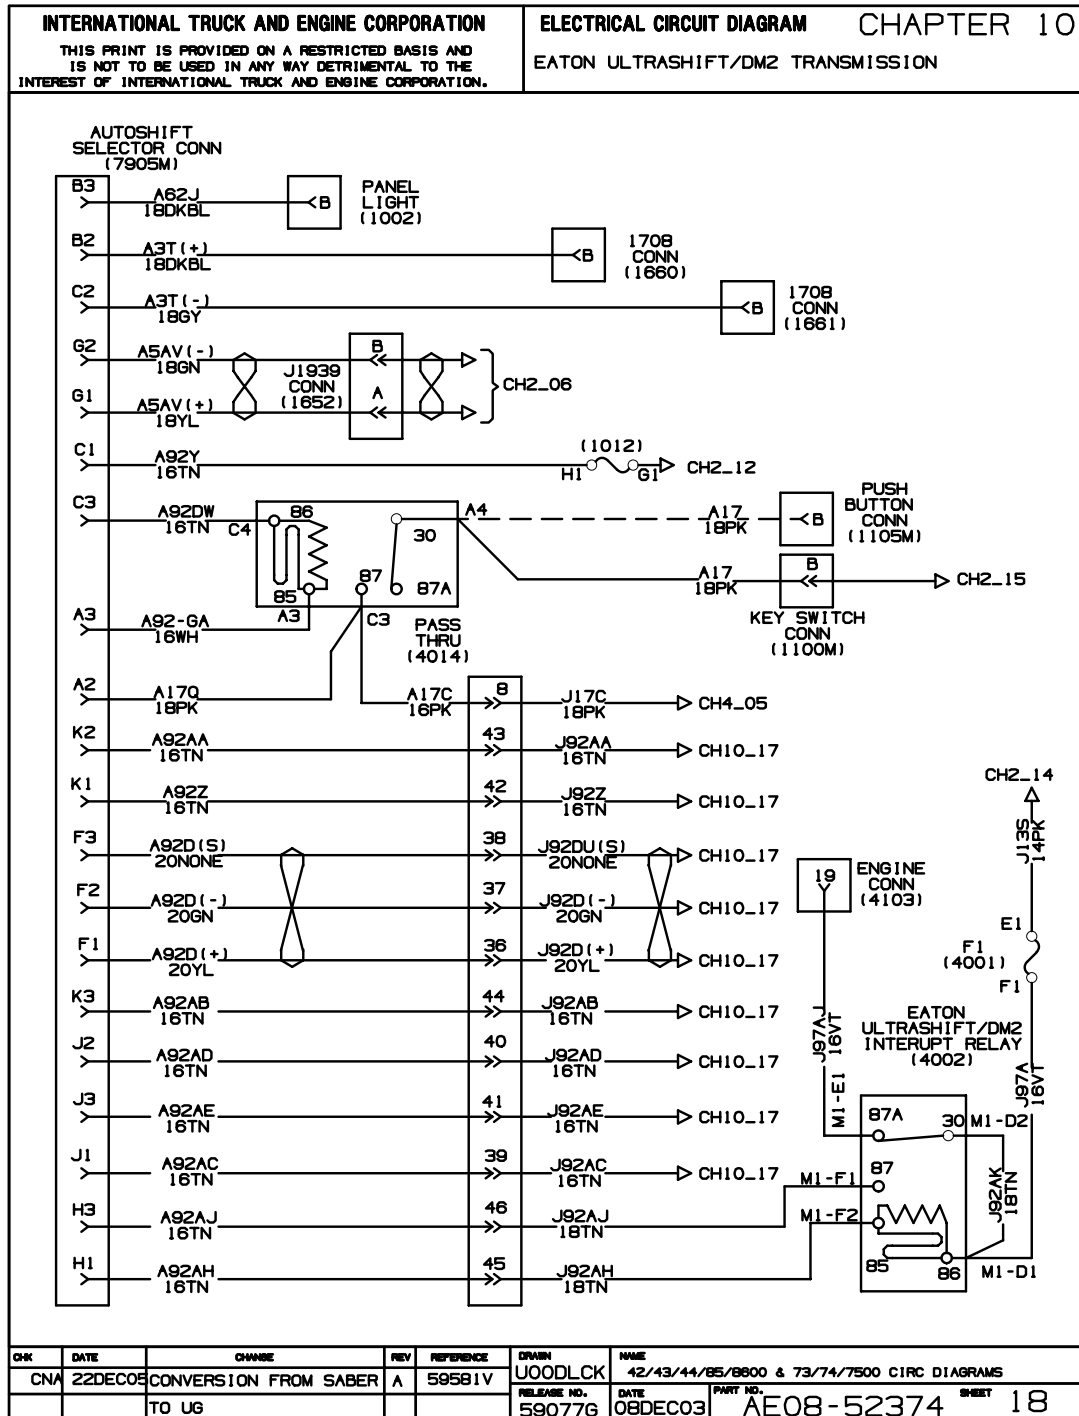 INTERNATIONAL TRUCK AND ENGINE CORPORATION
THIS PRINT IS PROVIDED ON A RESTRICTED BASIS AND
IS NOT TO BE USED IN ANY WAY DETRIMENTAL TO THE
INTEREST OF INTERNATIONAL TRUCK AND ENGINE CORPORATION.
ELECTRICAL CIRCUIT DIAGRAM CHAPTER 10
EATON ULTRASHIFT/DM2 TRANSMISSION
AUTOSHIFT
SELECTOR CONN
(7905M)
B3
A62J
18DKBL
B
PANEL
LIGHT
(1002)
B2
A3T(+)
18DKBL
B
1708
CONN
(1660)
C2
A3T(-)
18GY
B
1708
CONN
(1661)
G2
A5AV(-)
18GN
B
J1939
CONN
(1652)
A
CH2_06
G1
A5AV(+)
18YL
C1
A92Y
16TN
(1012)
H1
G1
CH2_12
C3
A92DW
16TN
C4
86
30
A4
A17
18PK
B
PUSH
BUTTON
CONN
(1105M)
85
87
87A
A3
C3
PASS
THRU
(4014)
A17
18PK
B
CH2_15
KEY SWITCH
CONN
(1100M)
A3
A92-GA
16WH
A2
A17Q
18PK
A17C
16PK
8
J17C
18PK
CH4_05
K2
A92AA
16TN
43
J92AA
16TN
CH10_17
K1
A92Z
16TN
42
J92Z
16TN
CH10_17
F3
A92D(S)
20NONE
38
J92DU(S)
20NONE
CH10_17
F2
A92D(-)
20GN
37
J92D(-)
20GN
CH10_17
F1
A92D(+)
20YL
36
J92D(+)
20YL
CH10_17
K3
A92AB
16TN
44
J92AB
16TN
CH10_17
J2
A92AD
16TN
40
J92AD
16TN
CH10_17
J3
A92AE
16TN
41
J92AE
16TN
CH10_17
J1
A92AC
16TN
39
J92AC
16TN
CH10_17
H3
A92AJ
16TN
46
J92AJ
18TN
H1
A92AH
16TN
45
J92AH
18TN
CH2_14
J13S
14PK
19
ENGINE
CONN
(4103)
E1
F1
(4001)
F1
J97AJ
16VT
EATON
ULTRASHIFT/DM2
INTERUPT RELAY
(4002)
J97A
16VT
M1-E1
87A
30
M1-D2
87
M1-F1
M1-F2
J92AK
18TN
85
86
M1-D1
CHK DATE CHANGE REV REFERENCE
CNA 22DEC05 CONVERSION FROM SABER A 59581V
TO UG
DRAWN
UOODLCK
NAME
42/43/44/85/8600 & 73/74/7500 CIRC DIAGRAMS
RELEASE NO.
59077G
DATE
08DEC03
PART NO.
AE08-52374
SHEET
18